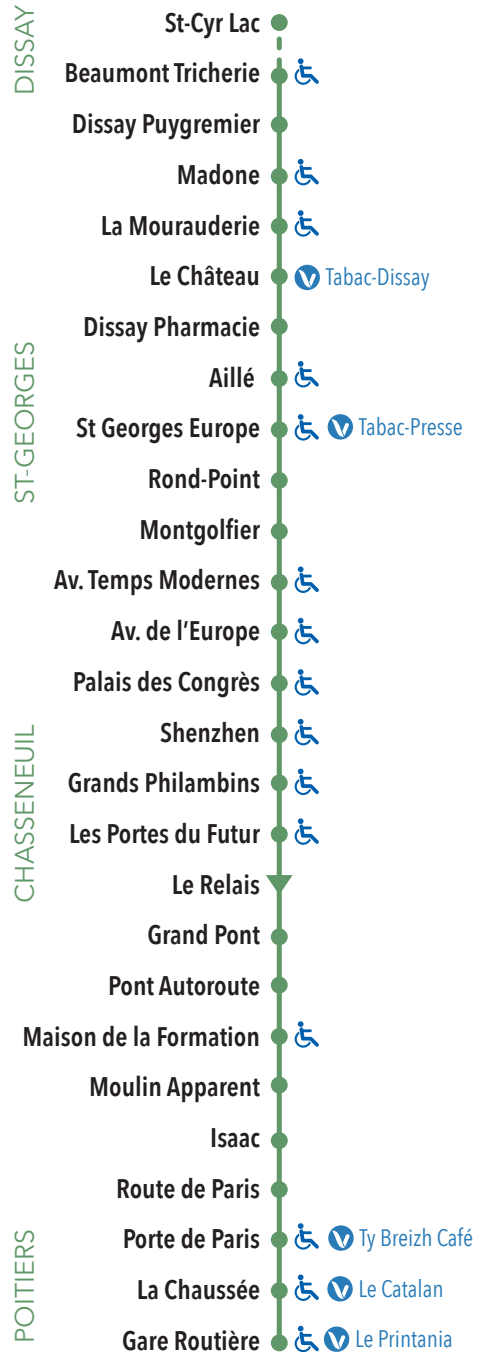 DISSAY
St-Cyr Lac
Beaumont Tricherie
Dissay Puygremier
Madone
La Mourauderie
Le Château Tabac-Dissay
Dissay Pharmacie
ST-GEORGES
Aillé
St Georges Europe Tabac-Presse
Rond-Point
Montgolfier
Av. Temps Modernes
Av. de l’Europe
Palais des Congrès
CHASSENEUIL
Shenzhen
Grands Philambins
Les Portes du Futur
Le Relais
Grand Pont
Pont Autoroute
Maison de la Formation
Moulin Apparent
Isaac
Route de Paris
POITIERS
Porte de Paris Ty Breizh Café
La Chaussée Le Catalan
Gare Routière Le Printania